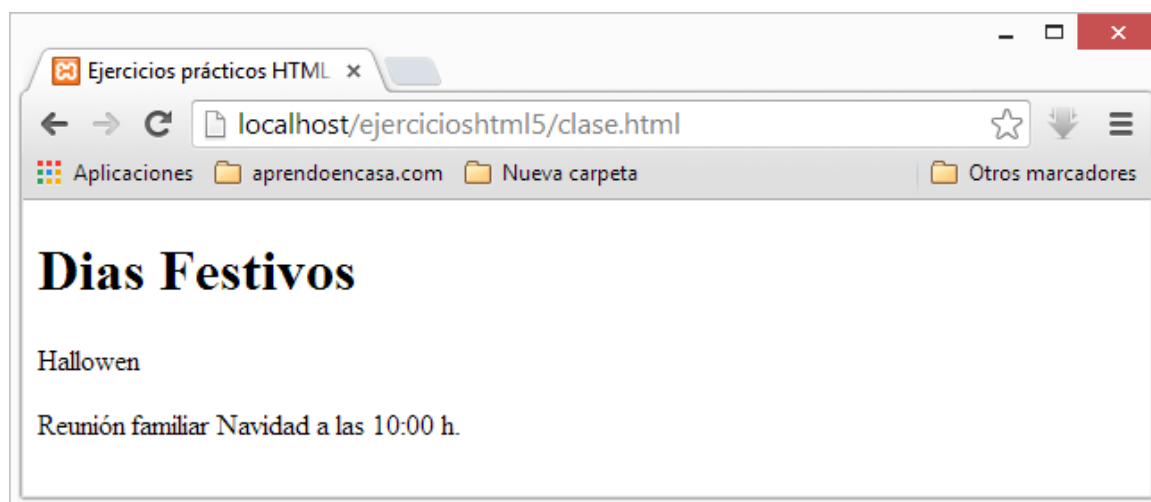 Ejercicios prácticos HTML
localhost/ejercicioshtml5/clase.html
Aplicaciones aprendoencasa.com Nueva carpeta Otros marcadores
Dias Festivos
Hallowen
Reunión familiar Navidad a las 10:00 h.